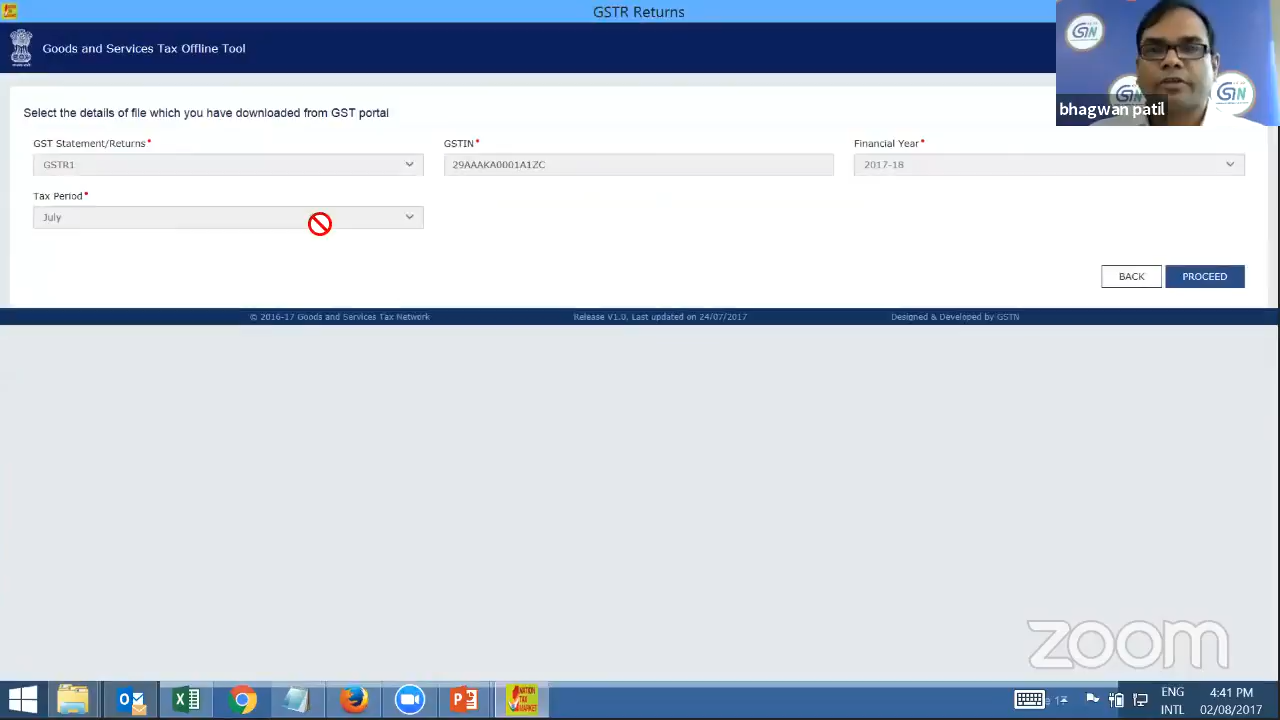 GSTR Returns
Goods and Services Tax Offline Tool
bhagwan patil
Select the details of file which you have downloaded from GST portal
GST Statement/Returns*
GSTR1
GSTIN*
29AAAKA0001A1ZC
Financial Year*
2017-18
Tax Period*
July
BACK
PROCEED
© 2016-17 Goods and Services Tax Network
Release V1.0. Last updated on 24/07/2017
Designed & Developed by GSTN
zoom
NATION
TAX
MARKET
ENG
INTL
4:41 PM
02/08/2017